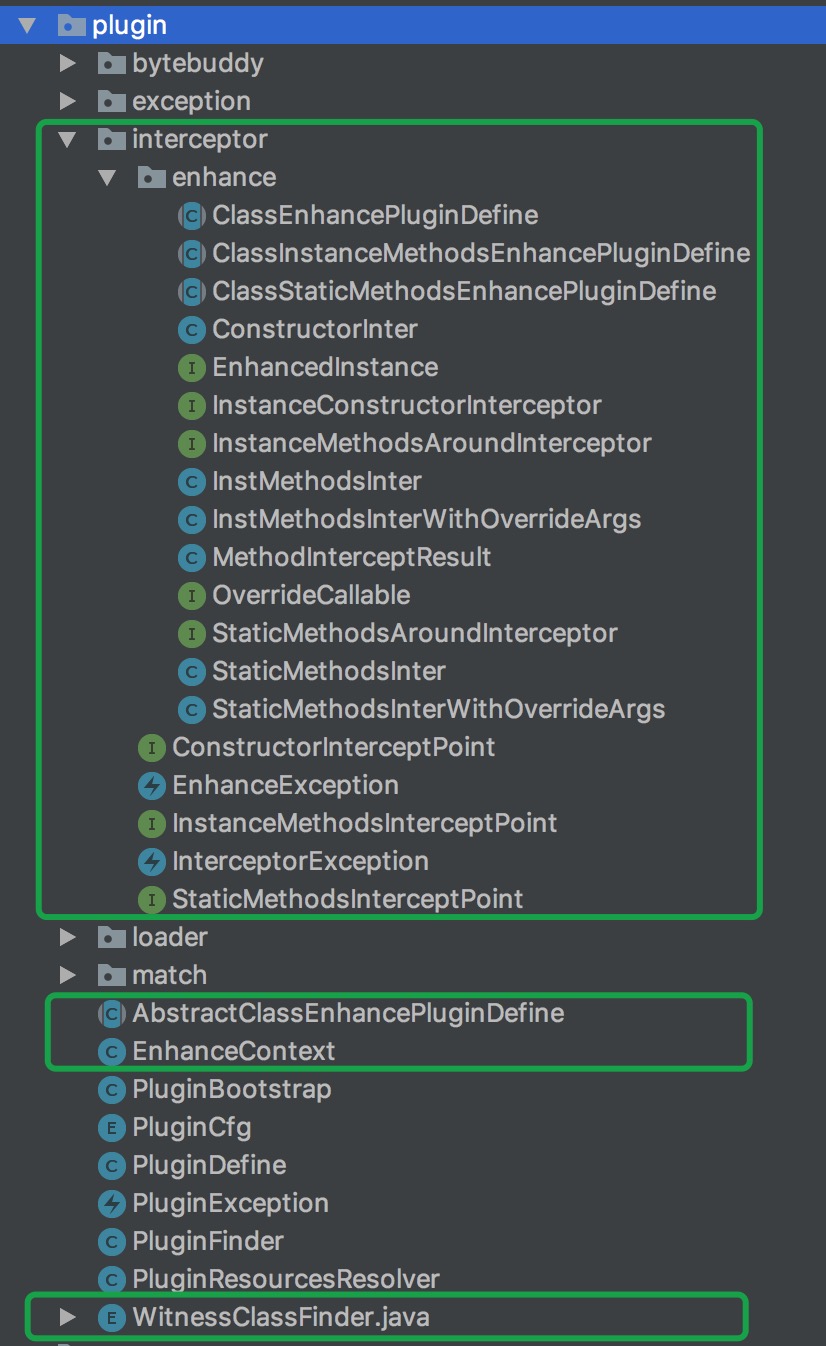 plugin
bytebuddy
exception
interceptor
enhance
ClassEnhancePluginDefine
ClassInstanceMethodsEnhancePluginDefine
ClassStaticMethodsEnhancePluginDefine
ConstructorInter
EnhancedInstance
InstanceConstructorInterceptor
InstanceMethodsAroundInterceptor
InstMethodsInter
InstMethodsInterWithOverrideArgs
MethodInterceptResult
OverrideCallable
StaticMethodsAroundInterceptor
StaticMethodsInter
StaticMethodsInterWithOverrideArgs
ConstructorInterceptPoint
EnhanceException
InstanceMethodsInterceptPoint
InterceptorException
StaticMethodsInterceptPoint
loader
match
AbstractClassEnhancePluginDefine
EnhanceContext
PluginBootstrap
PluginCfg
PluginDefine
PluginException
PluginFinder
PluginResourcesResolver
WitnessClassFinder.java